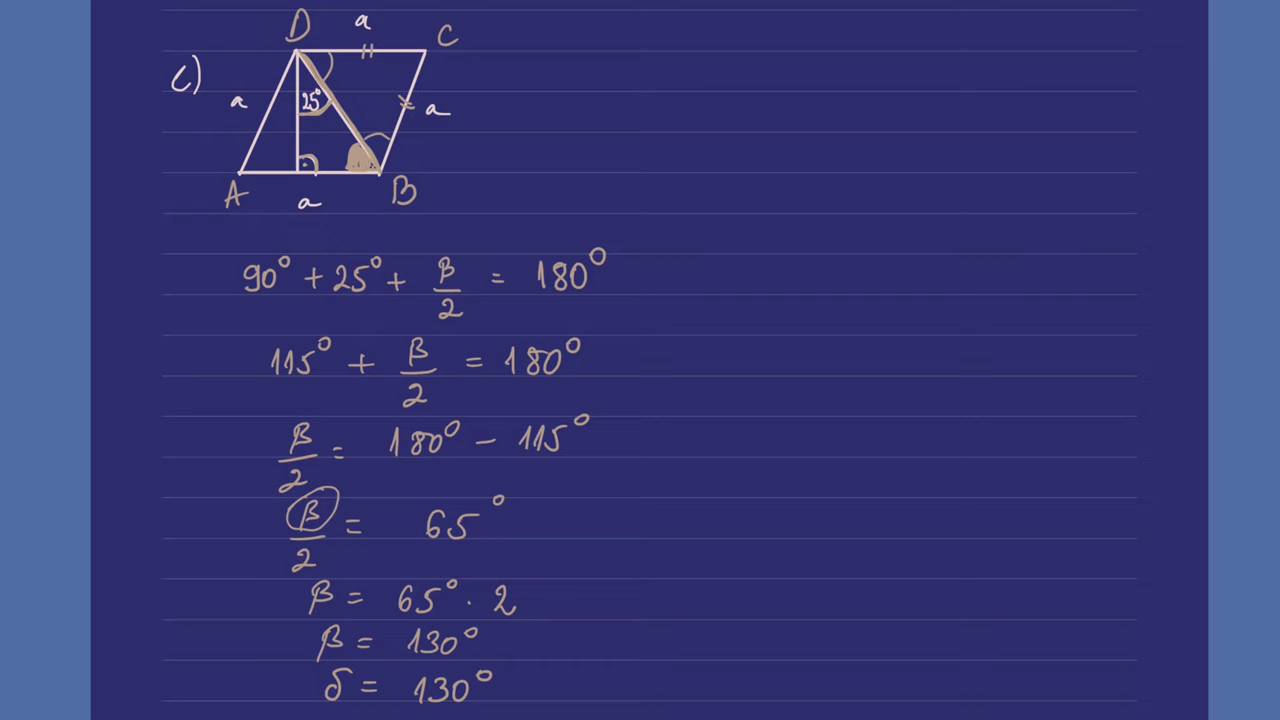 D a C
c)
a 25° a
A a B
90° + 25° + β/2 = 180°
115° + β/2 = 180°
β/2 = 180° - 115°
β/2 = 65°
β = 65° · 2
β = 130°
δ = 130°